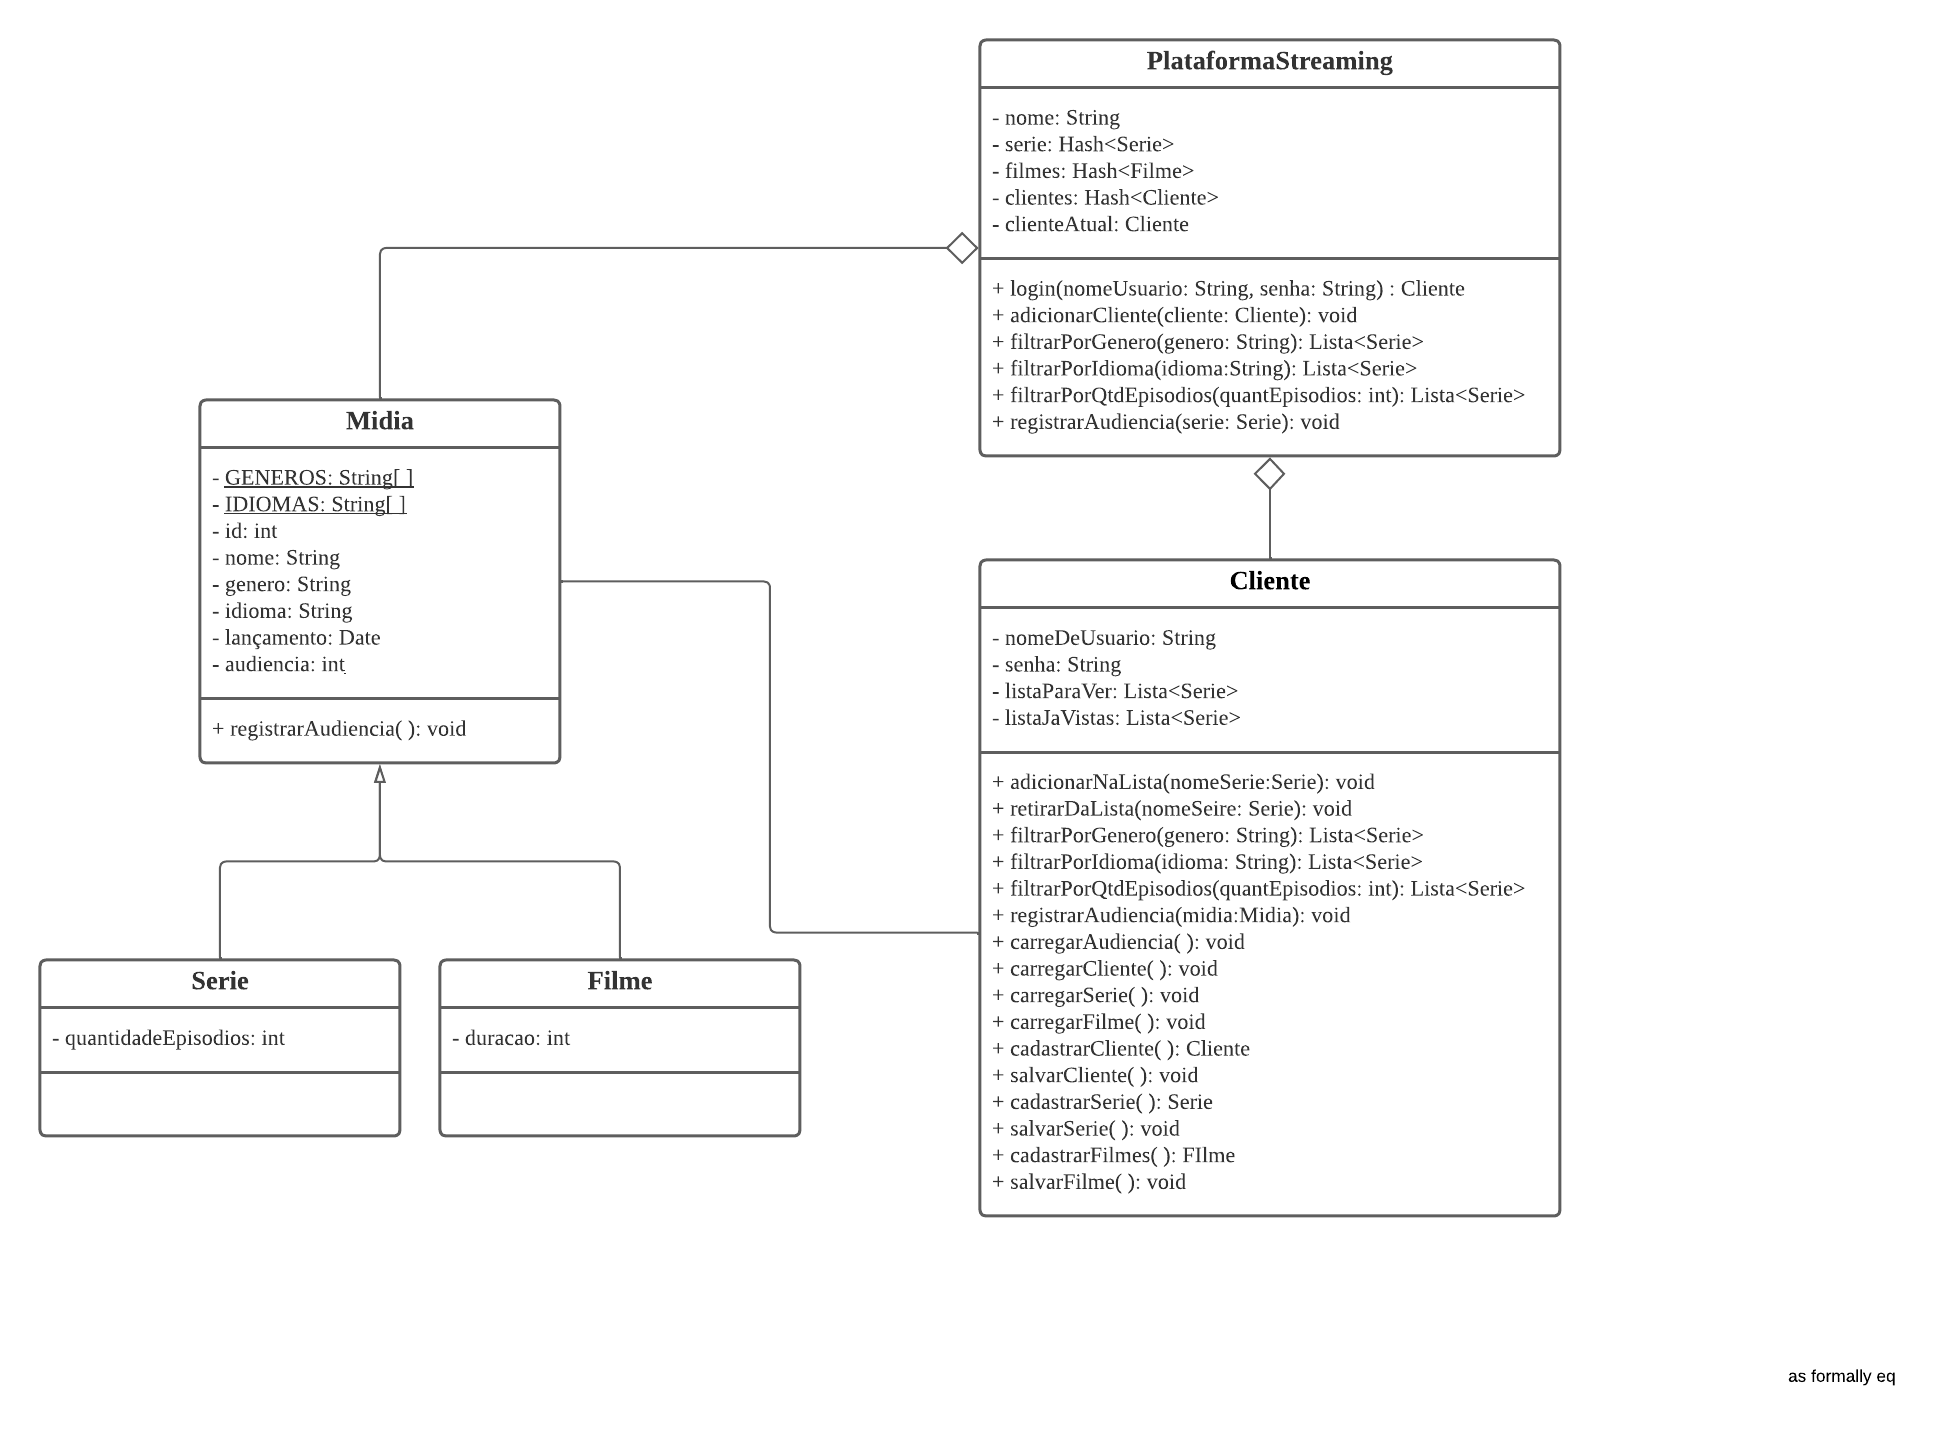 PlataformaStreaming
- nome: String
- serie: Hash<Serie>
- filmes: Hash<Filme>
- clientes: Hash<Cliente>
- clienteAtual: Cliente
+ login(nomeUsuario: String, senha: String) : Cliente
+ adicionarCliente(cliente: Cliente): void
+ filtrarPorGenero(genero: String): Lista<Serie>
+ filtrarPorIdioma(idioma:String): Lista<Serie>
+ filtrarPorQtdEpisodios(quantEpisodios: int): Lista<Serie>
+ registrarAudiencia(serie: Serie): void
Midia
- GENEROS: String[ ]
- IDIOMAS: String[ ]
- id: int
- nome: String
- genero: String
- idioma: String
- lançamento: Date
- audiencia: int
+ registrarAudiencia( ): void
Cliente
- nomeDeUsuario: String
- senha: String
- listaParaVer: Lista<Serie>
- listaJaVistas: Lista<Serie>
+ adicionarNaLista(nomeSerie:Serie): void
+ retirarDaLista(nomeSeire: Serie): void
+ filtrarPorGenero(genero: String): Lista<Serie>
+ filtrarPorIdioma(idioma: String): Lista<Serie>
+ filtrarPorQtdEpisodios(quantEpisodios: int): Lista<Serie>
+ registrarAudiencia(midia:Midia): void
+ carregarAudiencia( ): void
+ carregarCliente( ): void
+ carregarSerie( ): void
+ carregarFilme( ): void
+ cadastrarCliente( ): Cliente
+ salvarCliente( ): void
+ cadastrarSerie( ): Serie
+ salvarSerie( ): void
+ cadastrarFilmes( ): FIlme
+ salvarFilme( ): void
Serie
- quantidadeEpisodios: int
Filme
- duracao: int
as formally eq